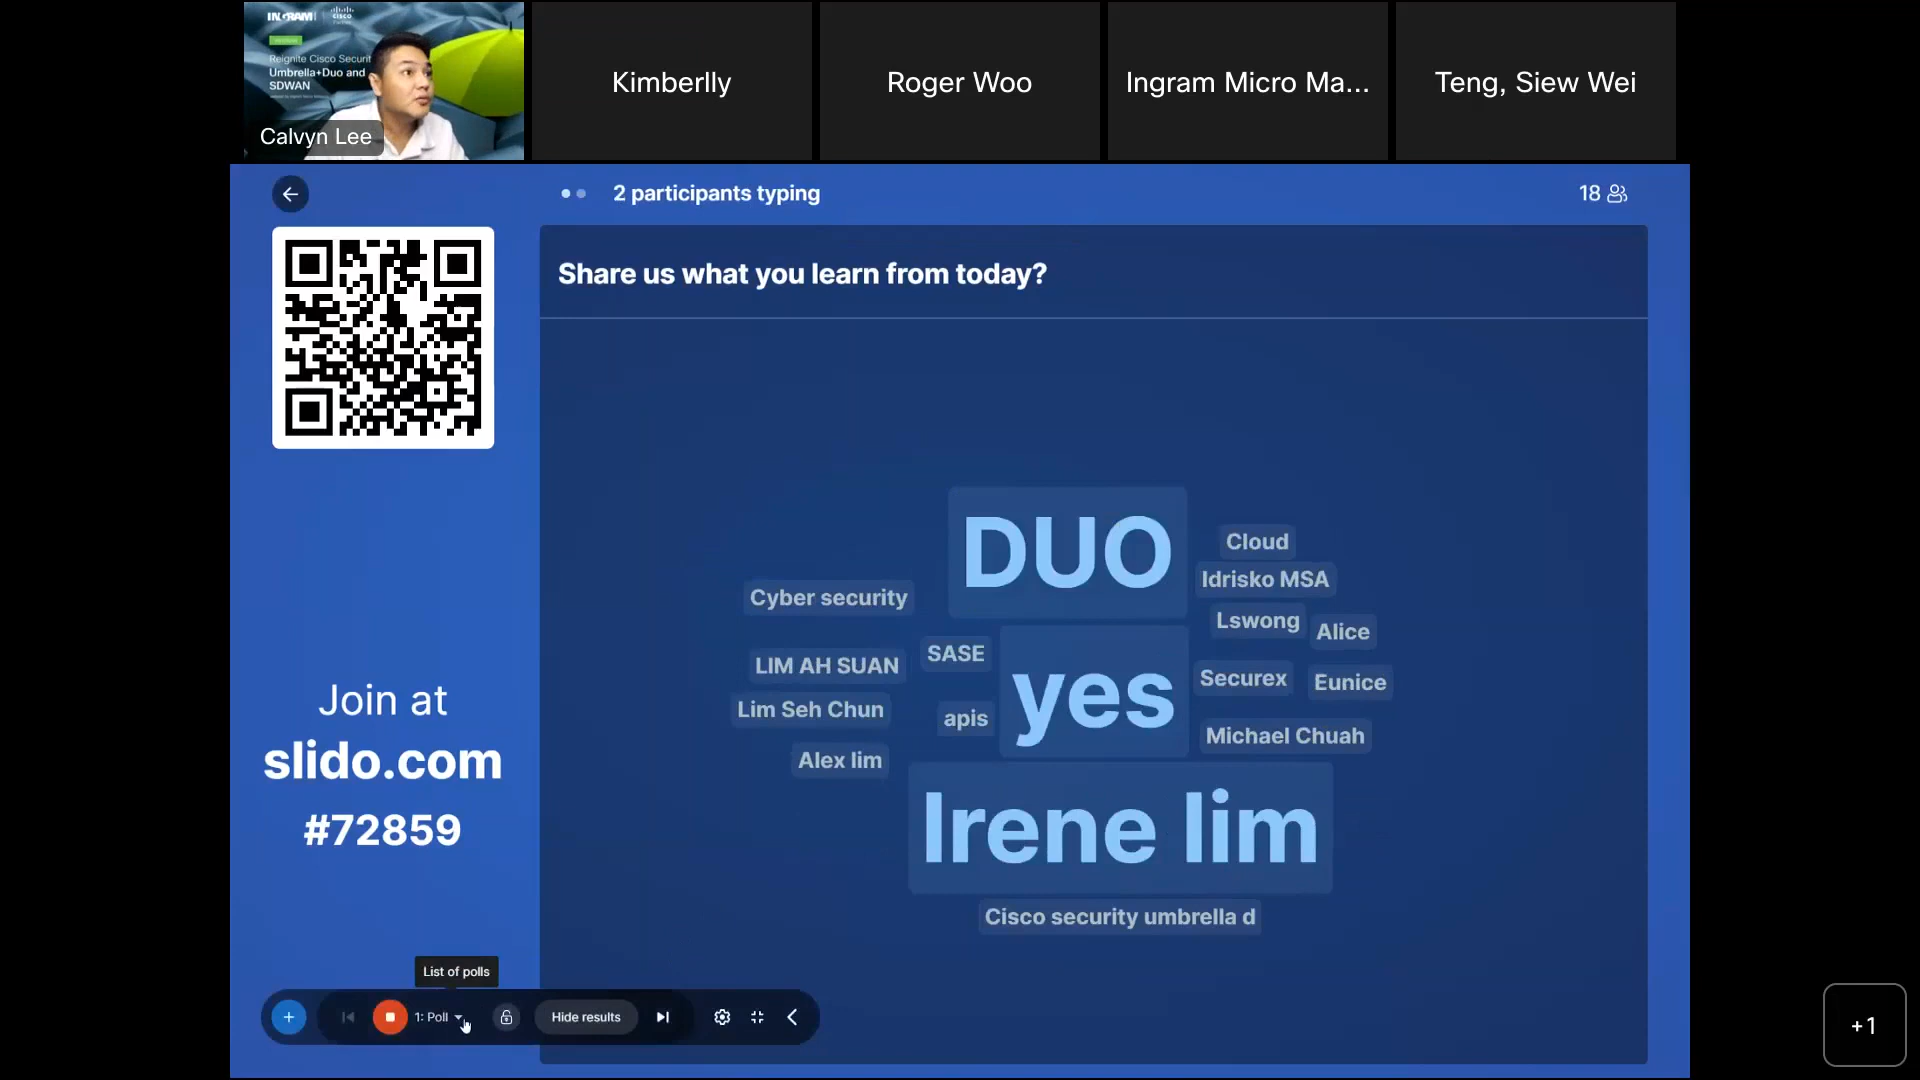 INGRAM
CISCO
Reignite Cisco Securit
Umbrella+Duo and
SDWAN
Calvyn Lee
Kimberlly
Roger Woo
Ingram Micro Ma...
Teng, Siew Wei
2 participants typing
18
Share us what you learn from today?
DUO
Cloud
Idrisko MSA
Cyber security
Lswong
Alice
SASE
LIM AH SUAN
yes
Securex
Eunice
Lim Seh Chun
apis
Michael Chuah
Alex lim
Irene lim
Cisco security umbrella d
Join at
slido.com
#72859
List of polls
1: Poll
Hide results
+1